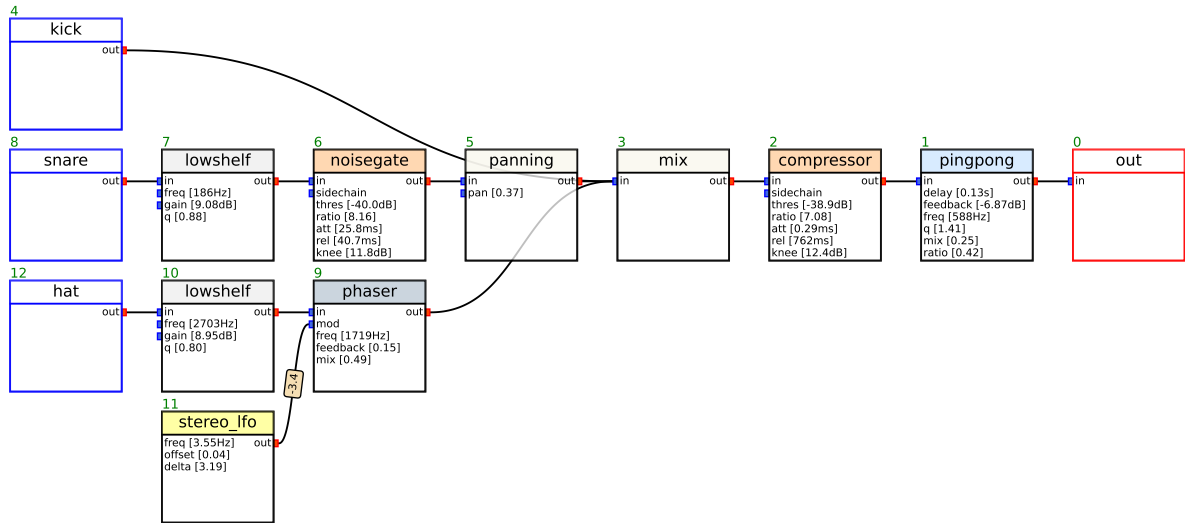 4
kick
out
8
snare
out
7
lowshelf
in out
freq [186Hz]
gain [9.08dB]
q [0.88]
6
noisegate
in out
sidechain
thres [-40.0dB]
ratio [8.16]
att [25.8ms]
rel [40.7ms]
knee [11.8dB]
5
panning
in out
pan [0.37]
3
mix
in out
2
compressor
in out
sidechain
thres [-38.9dB]
ratio [7.08]
att [0.29ms]
rel [762ms]
knee [12.4dB]
1
pingpong
in out
delay [0.13s]
feedback [-6.87dB]
freq [588Hz]
q [1.41]
mix [0.25]
ratio [0.42]
0
out
in
12
hat
out
10
lowshelf
in out
freq [2703Hz]
gain [8.95dB]
q [0.80]
9
phaser
in out
mod
freq [1719Hz]
feedback [0.15]
mix [0.49]
-3.4
11
stereo_lfo
freq [3.55Hz] out
offset [0.04]
delta [3.19]